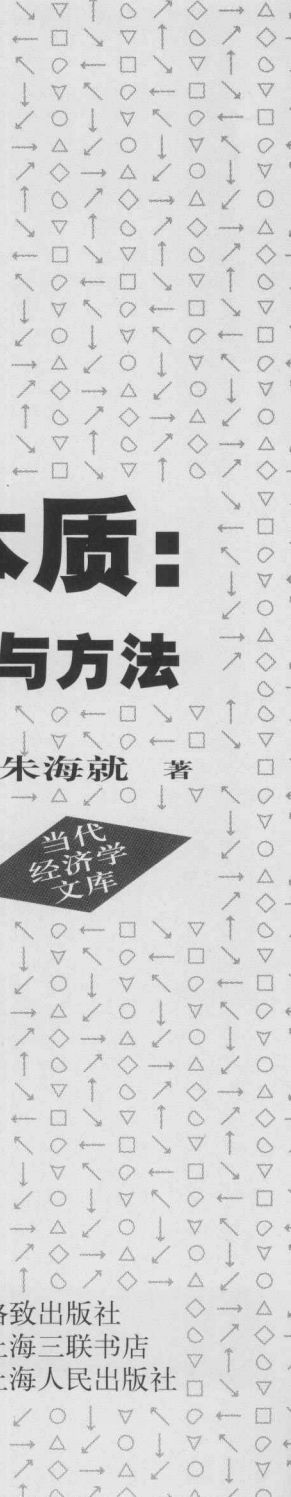 本质：
与方法
朱海就 著
当代
经济学
文库
格致出版社
上海三联书店
上海人民出版社